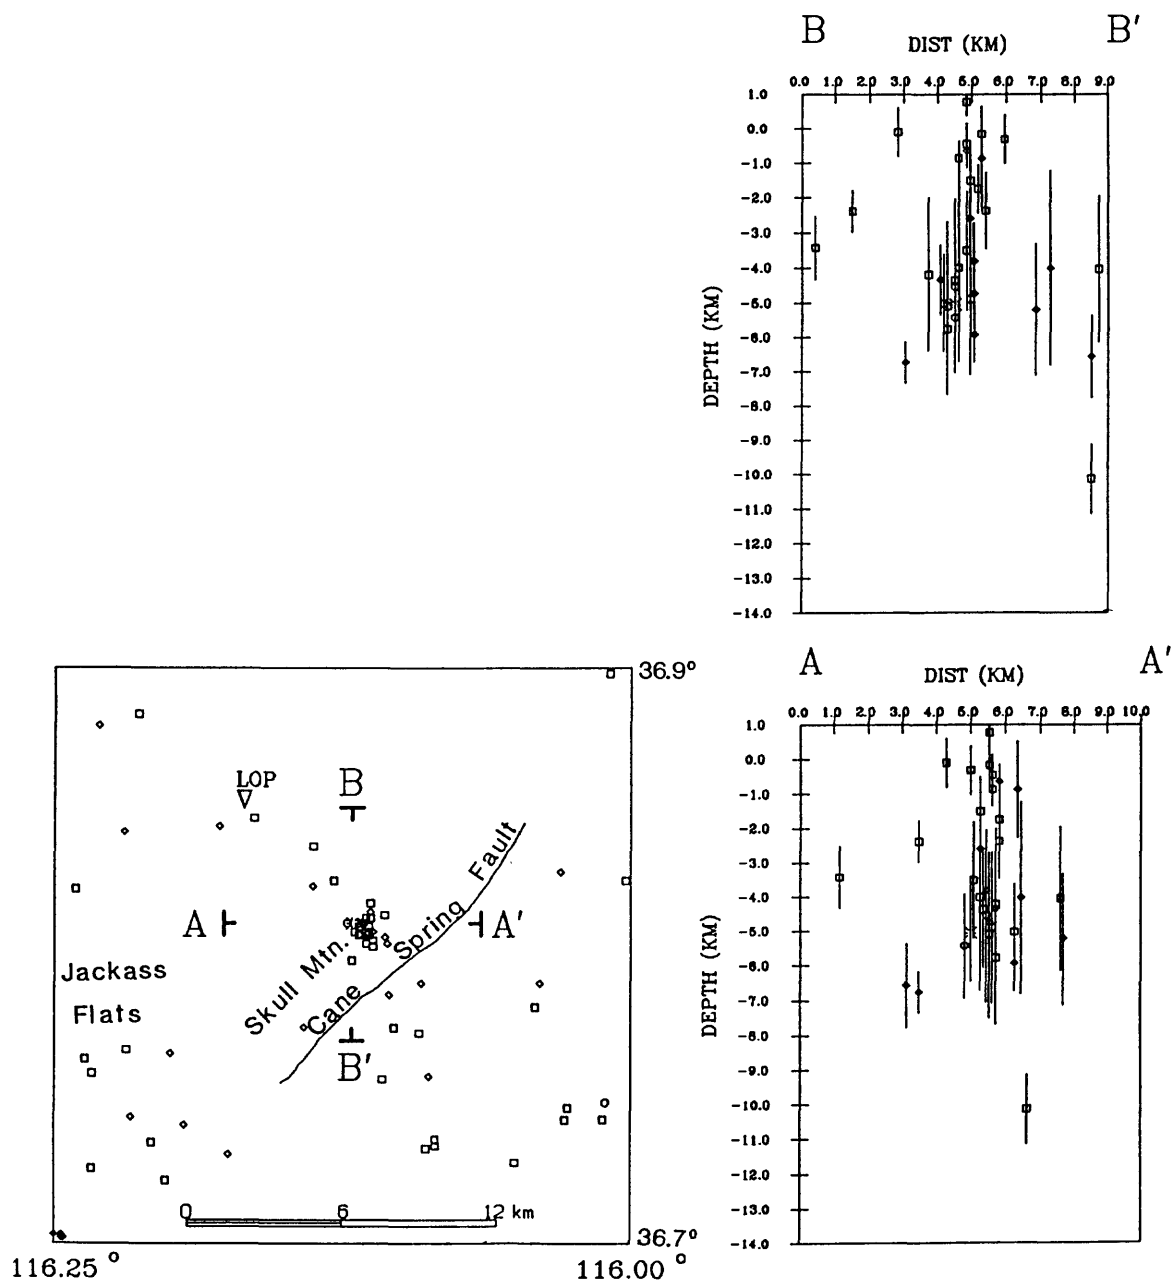 B B'
DIST (KM)
0.0 1.0 2.0 3.0 4.0 5.0 6.0 7.0 8.0 9.0
1.0
0.0
-1.0
-2.0
-3.0
-4.0
-5.0
-6.0
-7.0
-8.0
-9.0
-10.0
-11.0
-12.0
-13.0
-14.0
DEPTH (KM)
A A'
DIST (KM)
0.0 1.0 2.0 3.0 4.0 5.0 6.0 7.0 8.0 9.0 10.0
1.0
0.0
-1.0
-2.0
-3.0
-4.0
-5.0
-6.0
-7.0
-8.0
-9.0
-10.0
-11.0
-12.0
-13.0
-14.0
DEPTH (KM)
36.9°
LOP
B
A A'
Skull Mtn.
Cane Spring Fault
Jackass
Flats
B'
0 6 12 km
36.7°
116.25 ° 116.00 °